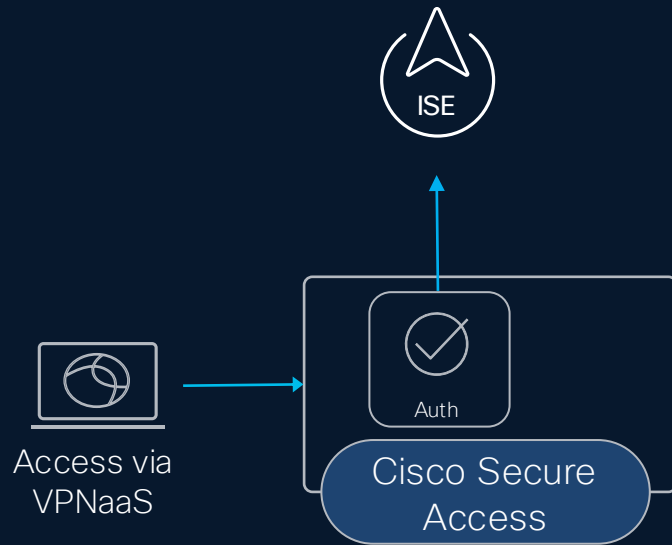 ISE
Auth
Access via
VPNaaS
Cisco Secure
Access